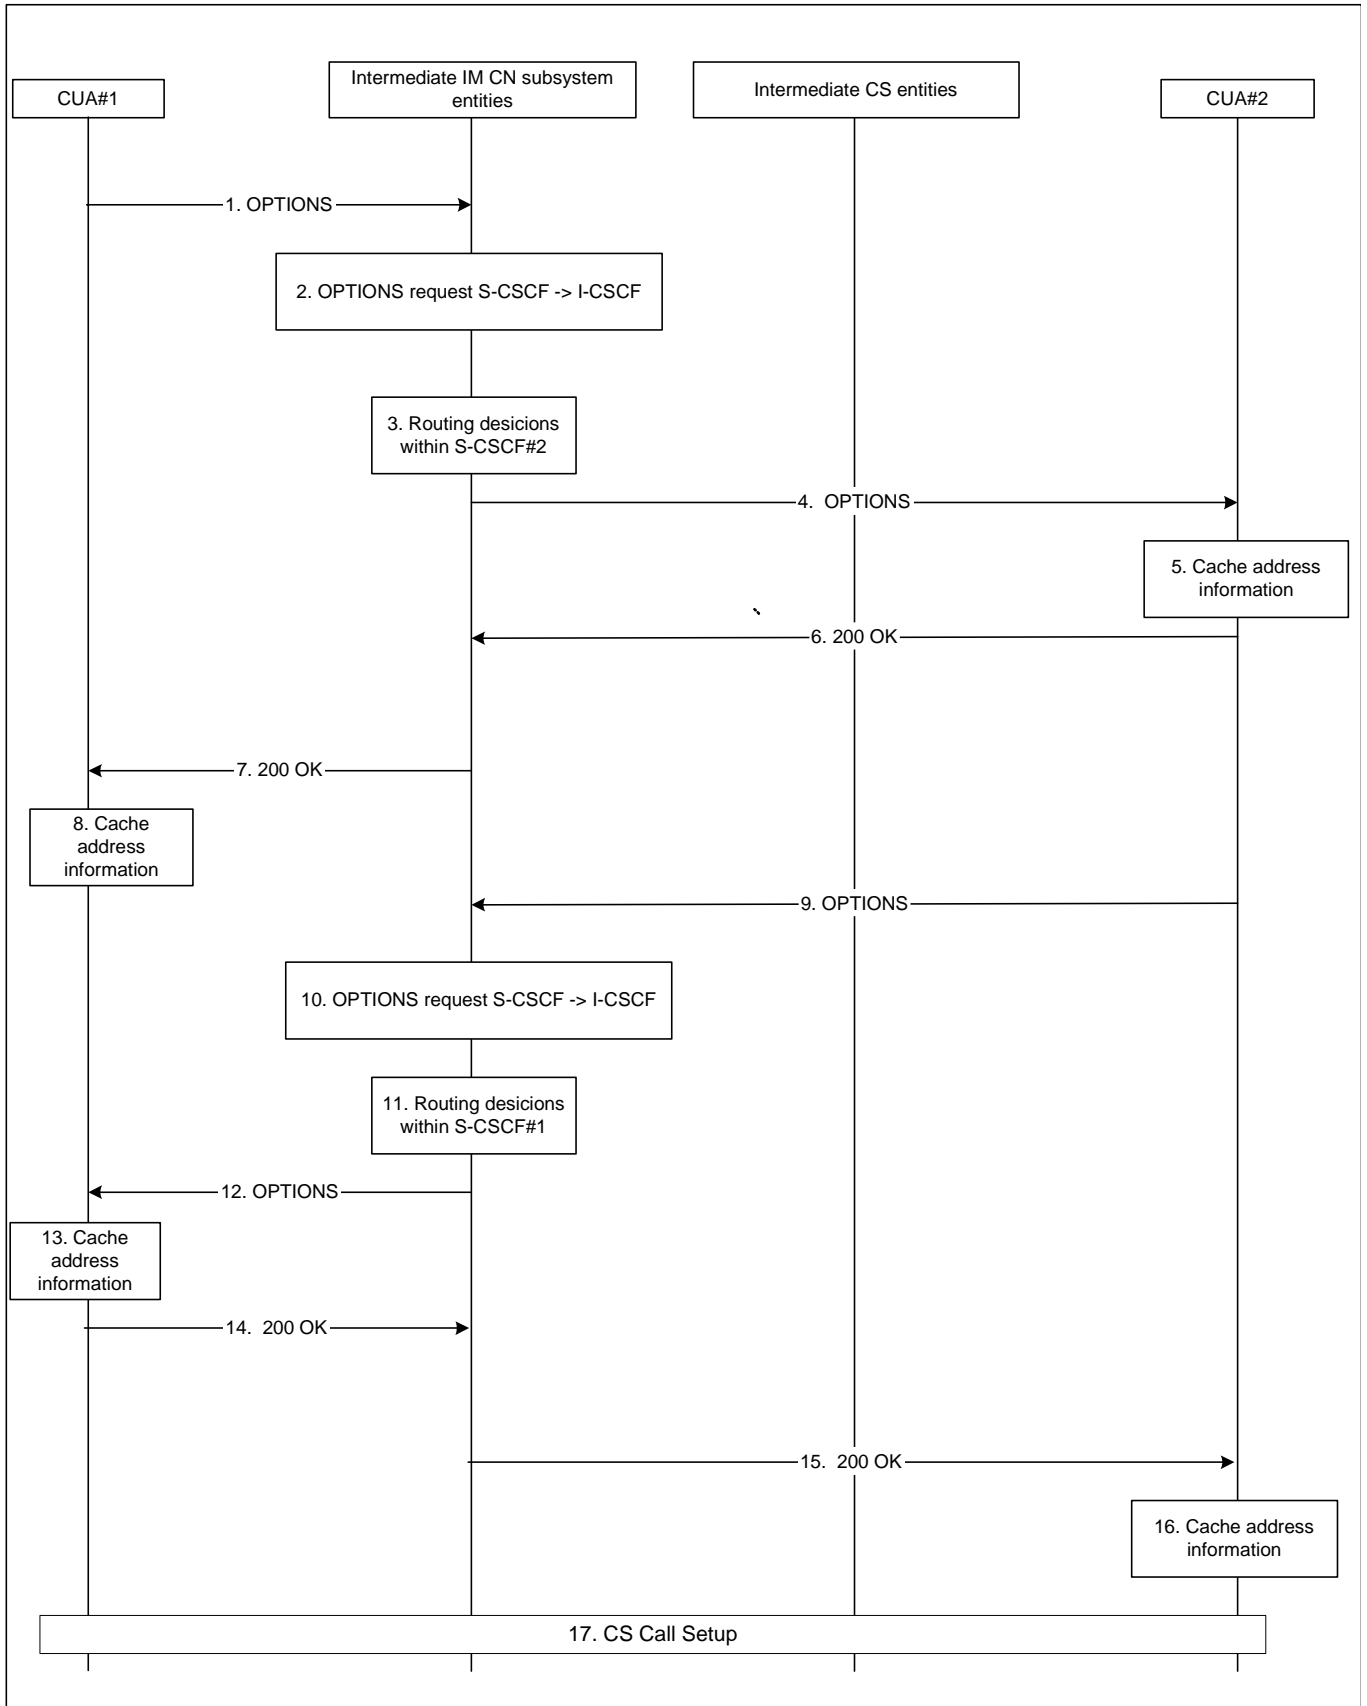 CUA#1
Intermediate IM CN subsystem
entities
Intermediate CS entities
CUA#2
1. OPTIONS
2. OPTIONS request S-CSCF -> I-CSCF
3. Routing desicions
within S-CSCF#2
4. OPTIONS
5. Cache address
information
6. 200 OK
7. 200 OK
8. Cache
address
information
9. OPTIONS
10. OPTIONS request S-CSCF -> I-CSCF
11. Routing desicions
within S-CSCF#1
12. OPTIONS
13. Cache
address
information
14. 200 OK
15. 200 OK
16. Cache address
information
17. CS Call Setup